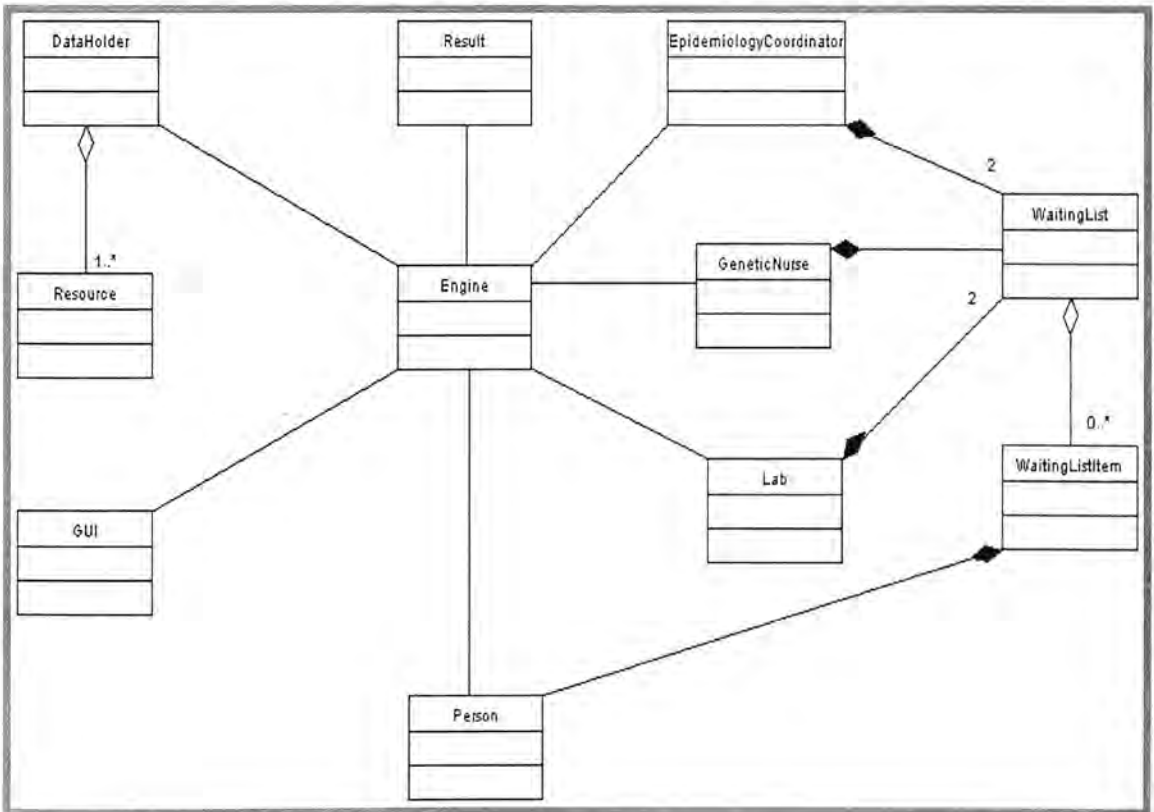 DataHolder
Result
EpidemiologyCoordinator
2
WaitingList
GeneticNurse
1..*
Resource
Engine
2
0..*
Lab
WaitingListItem
GUI
Person